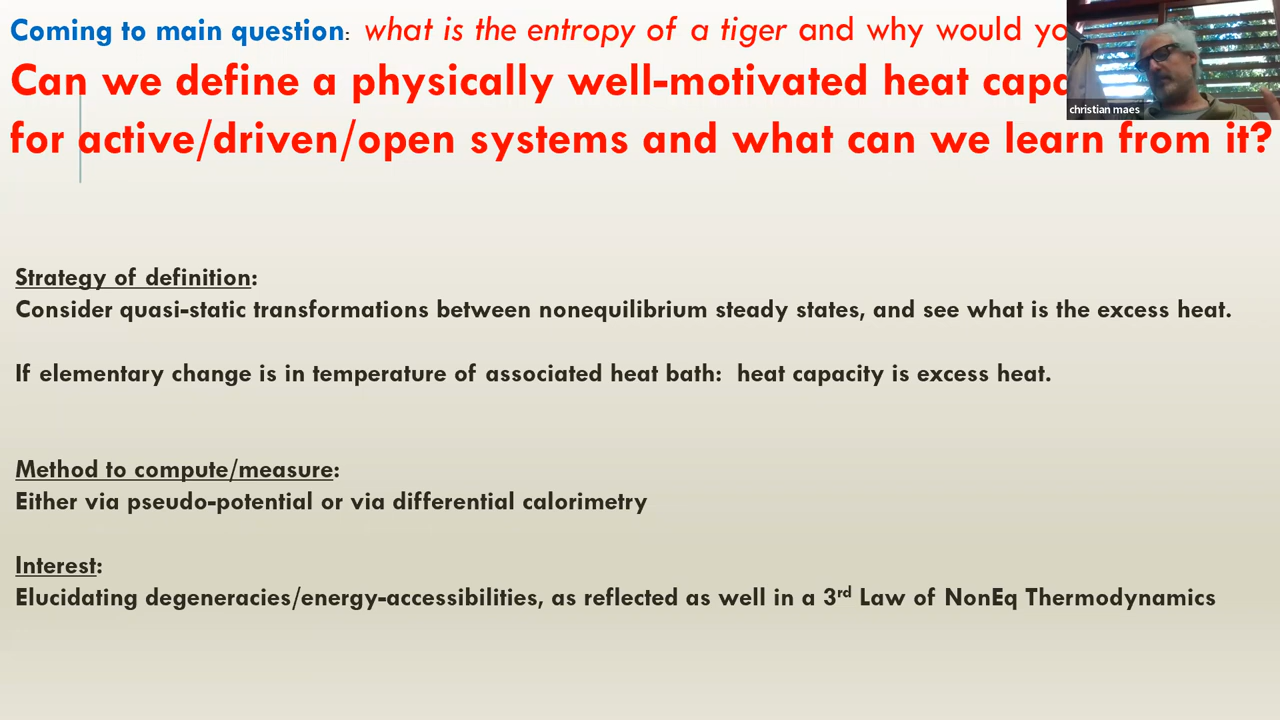 Coming to main question: what is the entropy of a tiger and why would
Can we define a physically well-motivated heat
christian maes
for active/driven/open systems and what can we learn from it?
Strategy of definition:
Consider quasi-static transformations between nonequilibrium steady states, and see what is the excess heat.
If elementary change is in temperature of associated heat bath: heat capacity is excess heat.
Method to compute/measure:
Either via pseudo-potential or via differential calorimetry
Interest:
Elucidating degeneracies/energy-accessibilities, as reflected as well in a 3rd Law of NonEq Thermodynamics